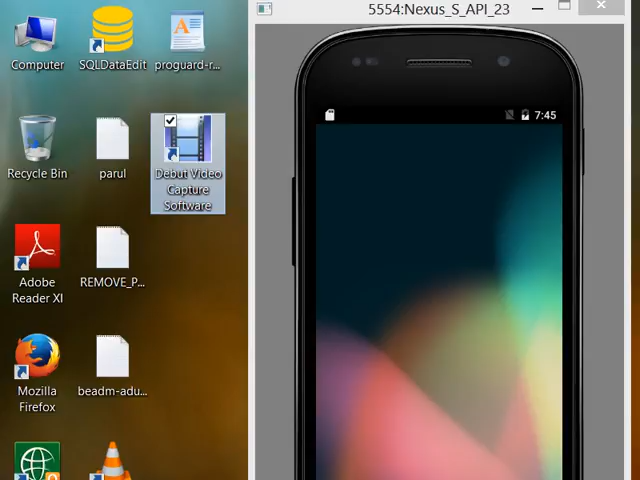 5554:Nexus_S_API_23
Computer
SQLDataEdit
proguard-r...
7:45
Recycle Bin
parul
Debut Video
Capture
Software
Adobe
Reader XI
REMOVE_P...
Mozilla
Firefox
beadm-adu...